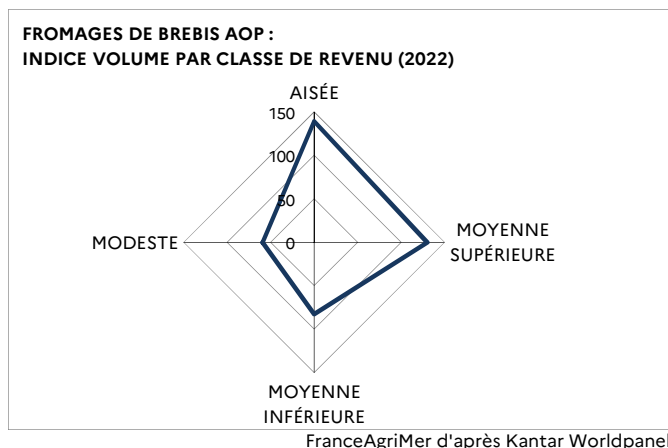 FROMAGES DE BREBIS AOP :
INDICE VOLUME PAR CLASSE DE REVENU (2022)
AISÉE
150
100
50
0
MODESTE
MOYENNE
SUPÉRIEURE
MOYENNE
INFÉRIEURE
FranceAgriMer d'après Kantar Worldpanel